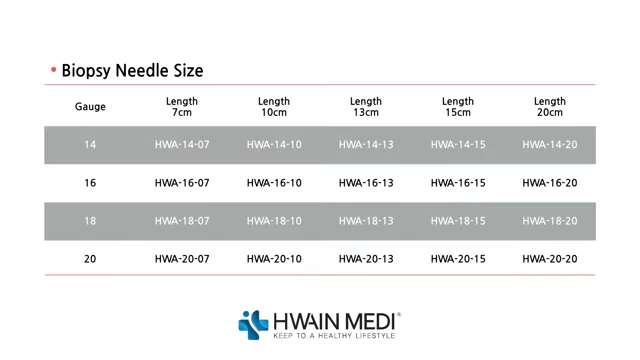 • Biopsy Needle Size
Gauge Length 7cm Length 10cm Length 13cm Length 15cm Length 20cm
14 HWA-14-07 HWA-14-10 HWA-14-13 HWA-14-15 HWA-14-20
16 HWA-16-07 HWA-16-10 HWA-16-13 HWA-16-15 HWA-16-20
18 HWA-18-07 HWA-18-10 HWA-18-13 HWA-18-15 HWA-18-20
20 HWA-20-07 HWA-20-10 HWA-20-13 HWA-20-15 HWA-20-20
HWAIN MEDI®
KEEP TO A HEALTHY LIFESTYLE